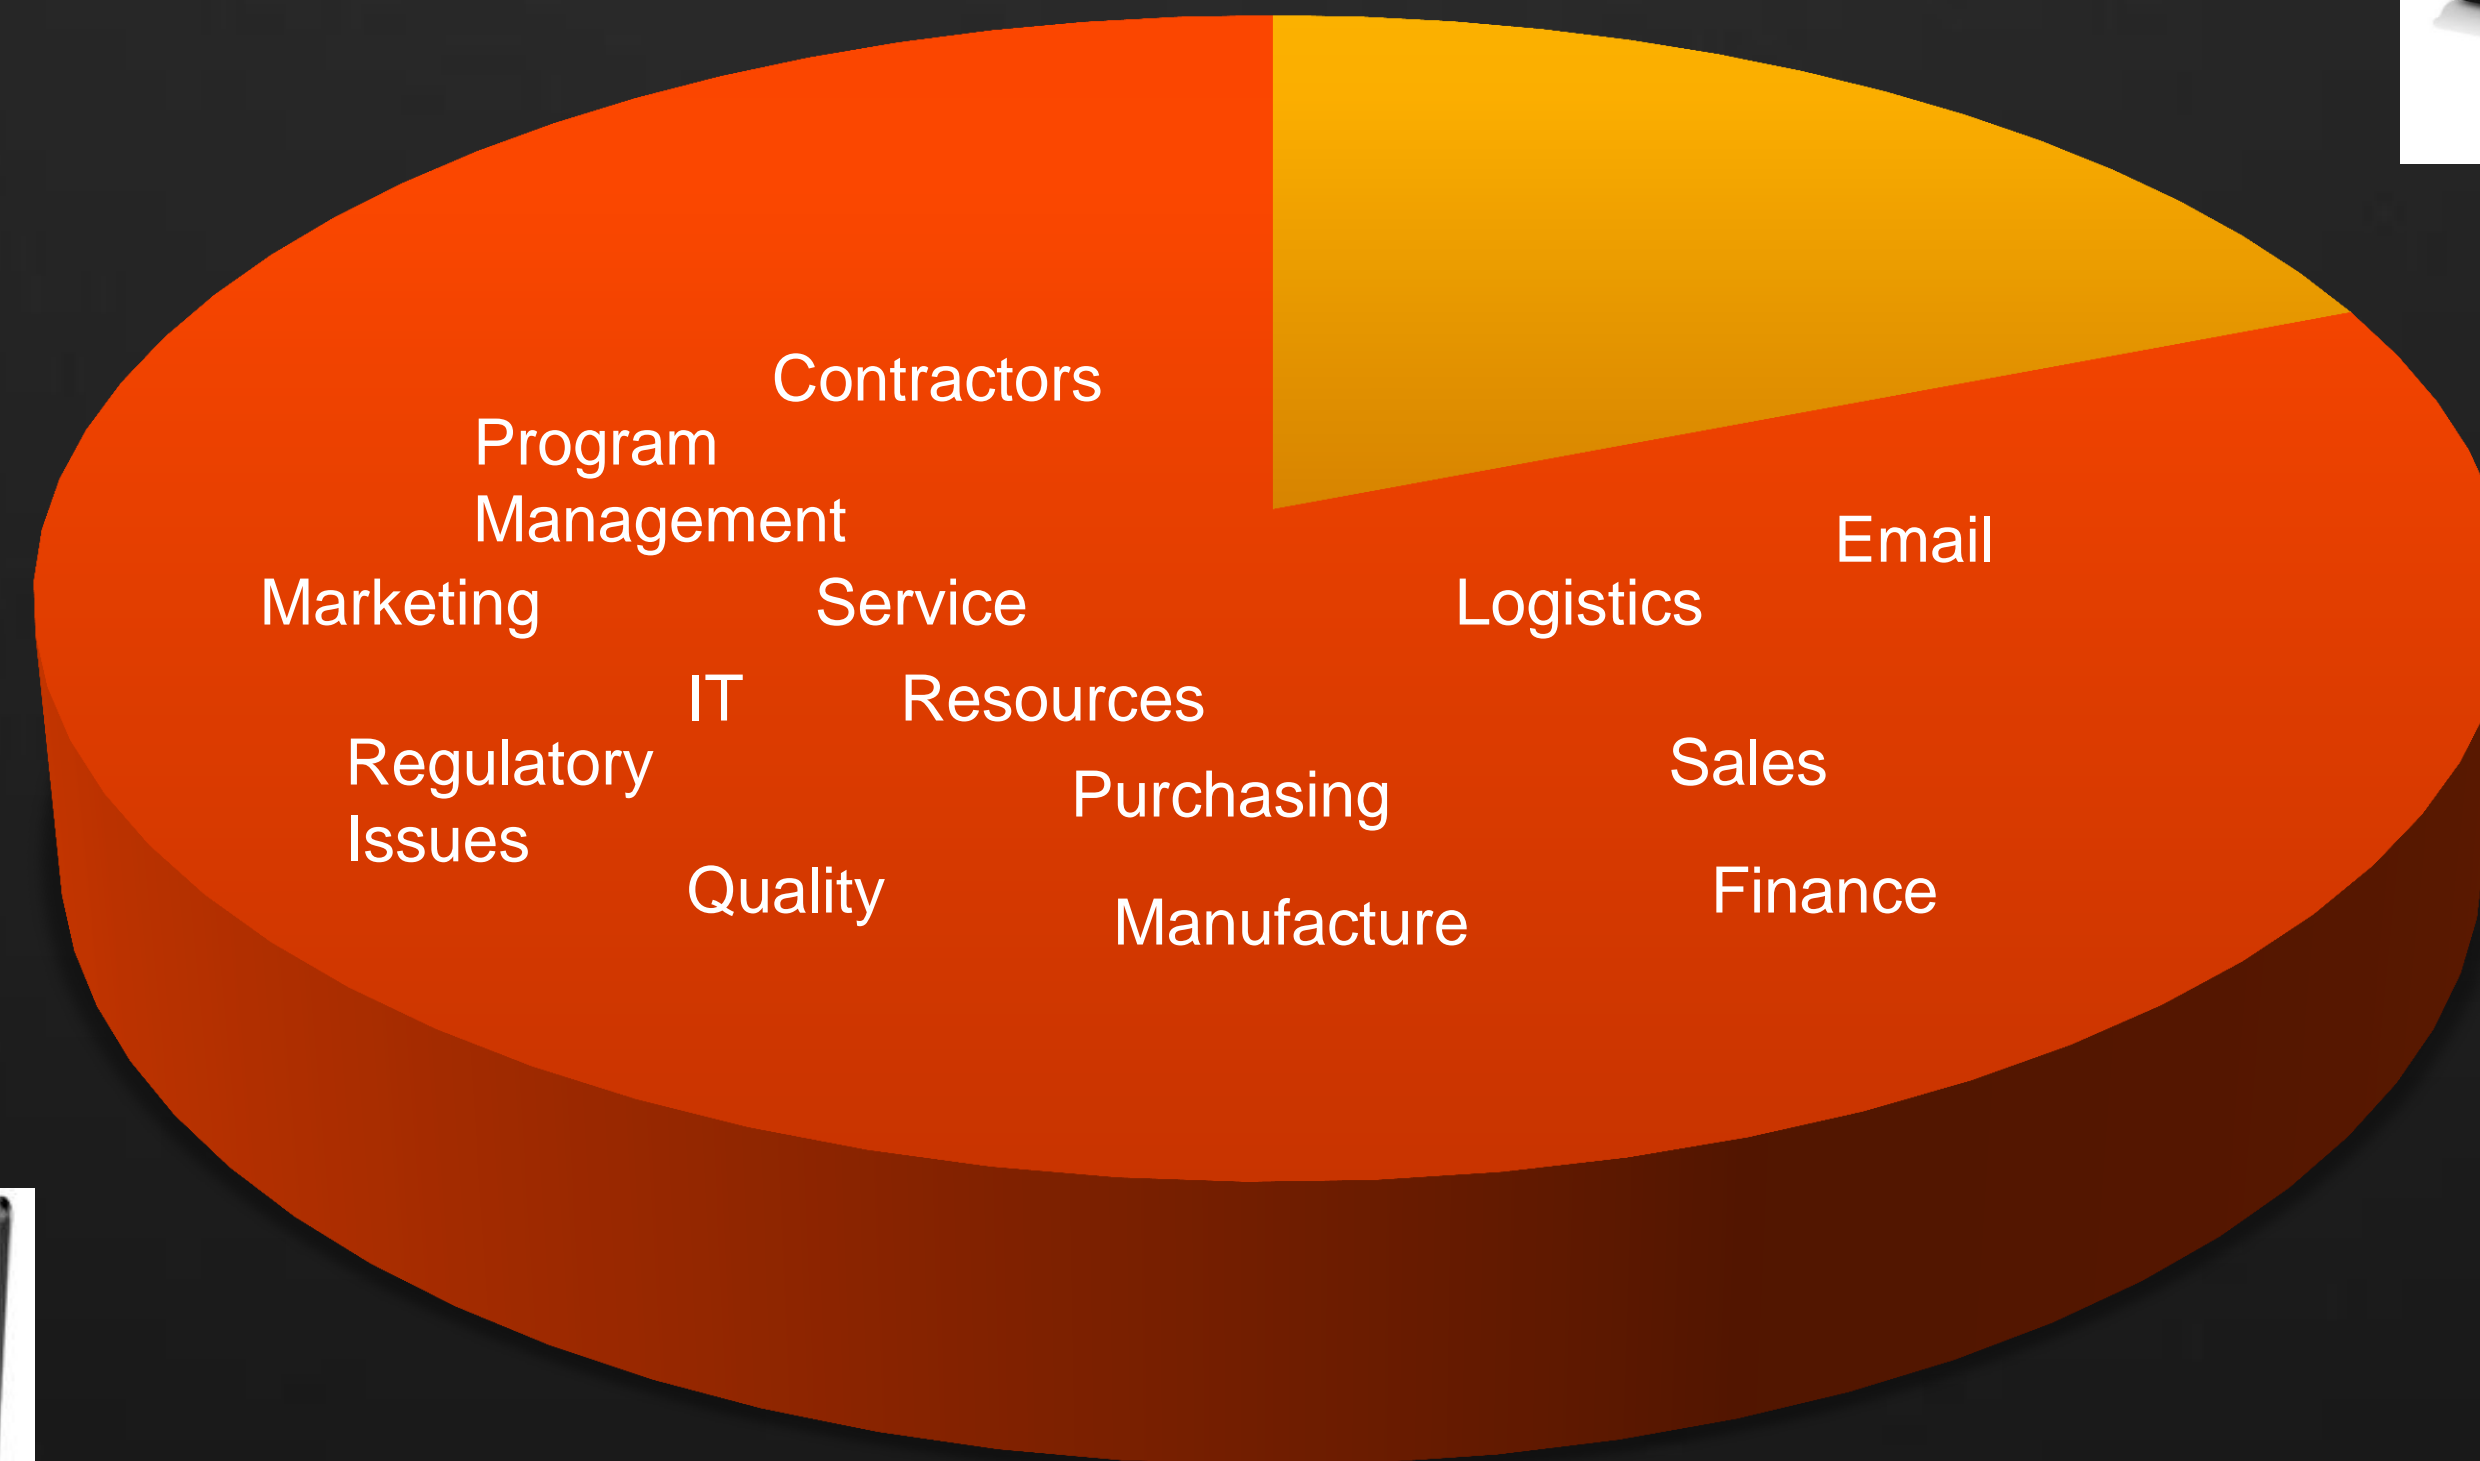 Contractors
Program
Management
Email
Marketing
Service
Logistics
IT
Resources
Regulatory
Issues
Sales
Purchasing
Quality
Finance
Manufacture